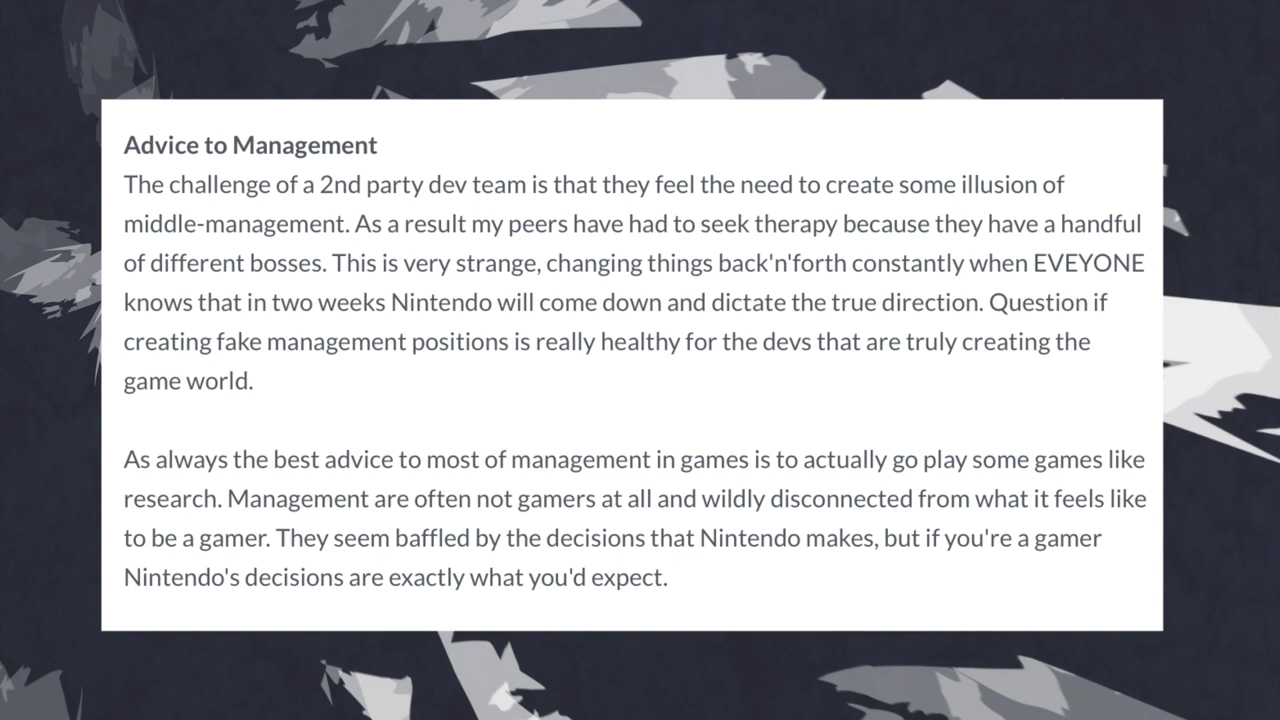 Advice to Management
The challenge of a 2nd party dev team is that they feel the need to create some illusion of
middle-management. As a result my peers have had to seek therapy because they have a handful
of different bosses. This is very strange, changing things back'n'forth constantly when EVEYONE
knows that in two weeks Nintendo will come down and dictate the true direction. Question if
creating fake management positions is really healthy for the devs that are truly creating the
game world.
As always the best advice to most of management in games is to actually go play some games like
research. Management are often not gamers at all and wildly disconnected from what it feels like
to be a gamer. They seem baffled by the decisions that Nintendo makes, but if you're a gamer
Nintendo's decisions are exactly what you'd expect.